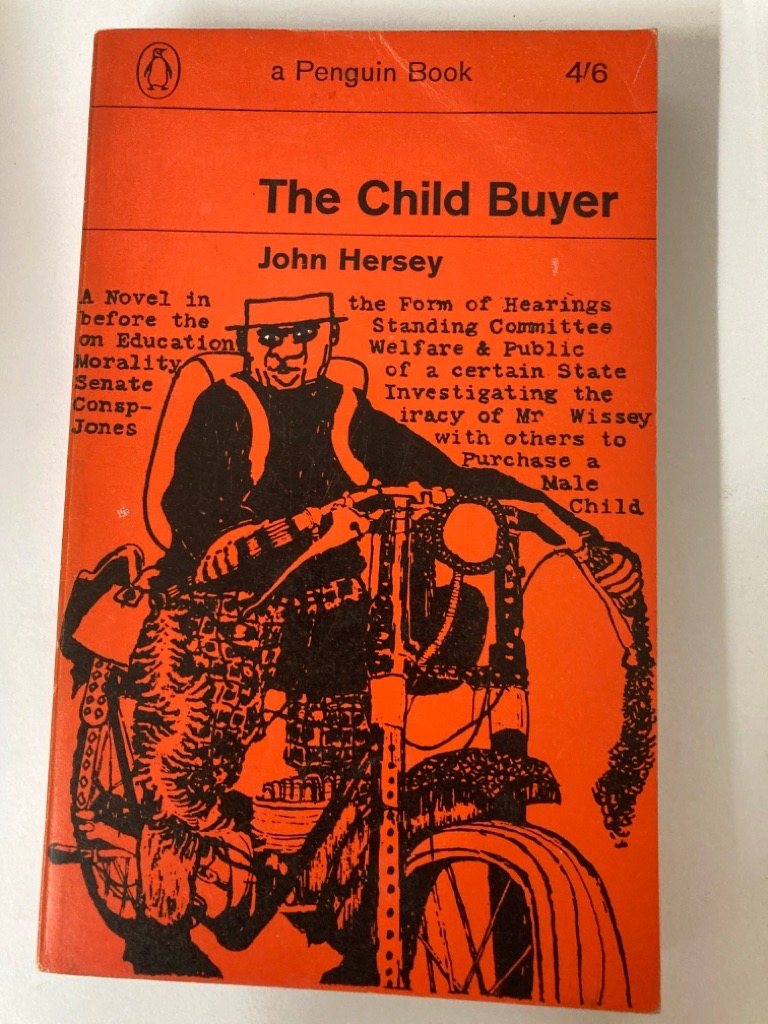 a Penguin Book 4/6
The Child Buyer
John Hersey
A Novel in the Form of Hearings
before the Standing Committee
on Education Welfare & Public
Morality of a certain State
Senate Investigating the
Consp- iracy of Mr Wissey
Jones with others to
Purchase a
Male
Child